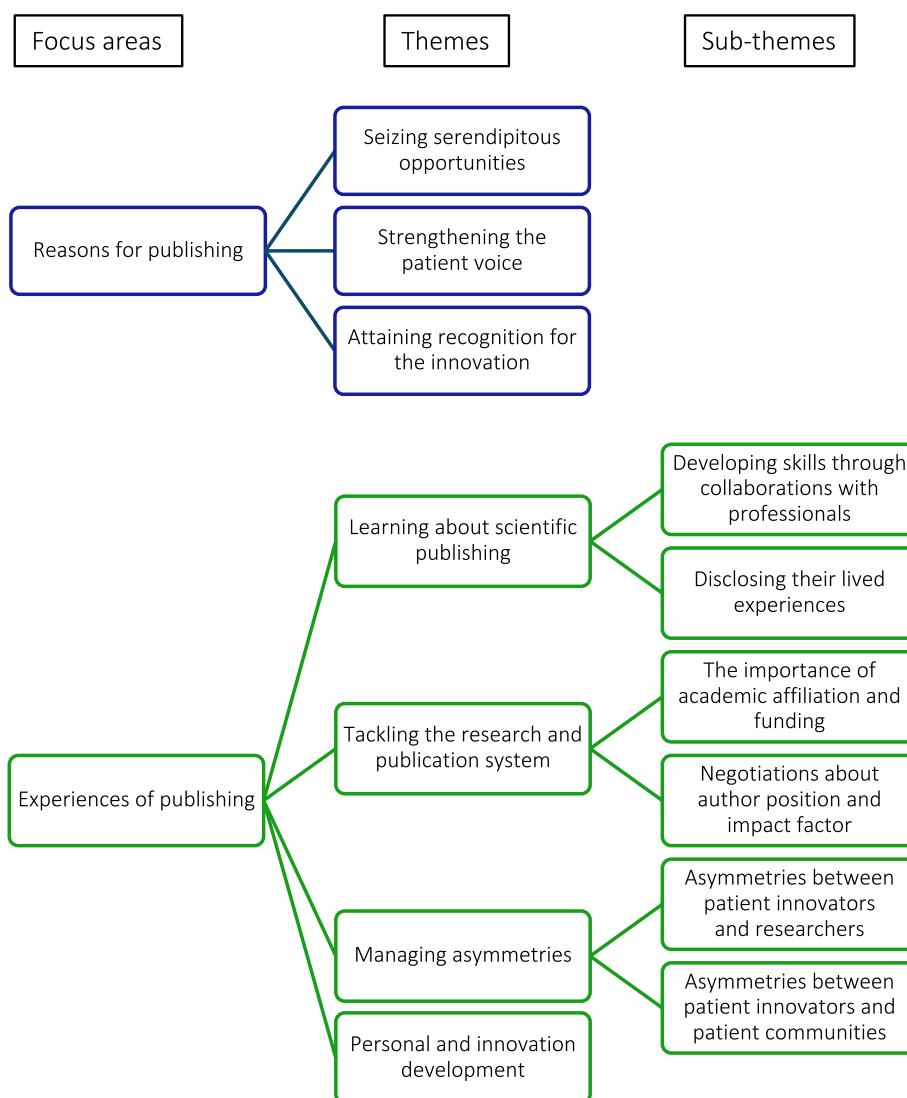 Focus areas
Themes
Sub-themes
Reasons for publishing
Seizing serendipitous
opportunities
Strengthening the
patient voice
Attaining recognition for
the innovation
Experiences of publishing
Learning about scientific
publishing
Developing skills through
collaborations with
professionals
Disclosing their lived
experiences
Tackling the research and
publication system
The importance of
academic affiliation and
funding
Negotiations about
author position and
impact factor
Managing asymmetries
Asymmetries between
patient innovators
and researchers
Asymmetries between
patient innovators and
patient communities
Personal and innovation
development